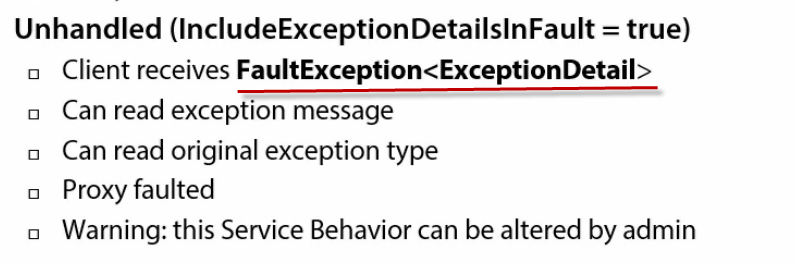 Unhandled (IncludeExceptionDetailsInFault = true)
Client receives FaultException<ExceptionDetail>
Can read exception message
Can read original exception type
Proxy faulted
Warning: this Service Behavior can be altered by admin